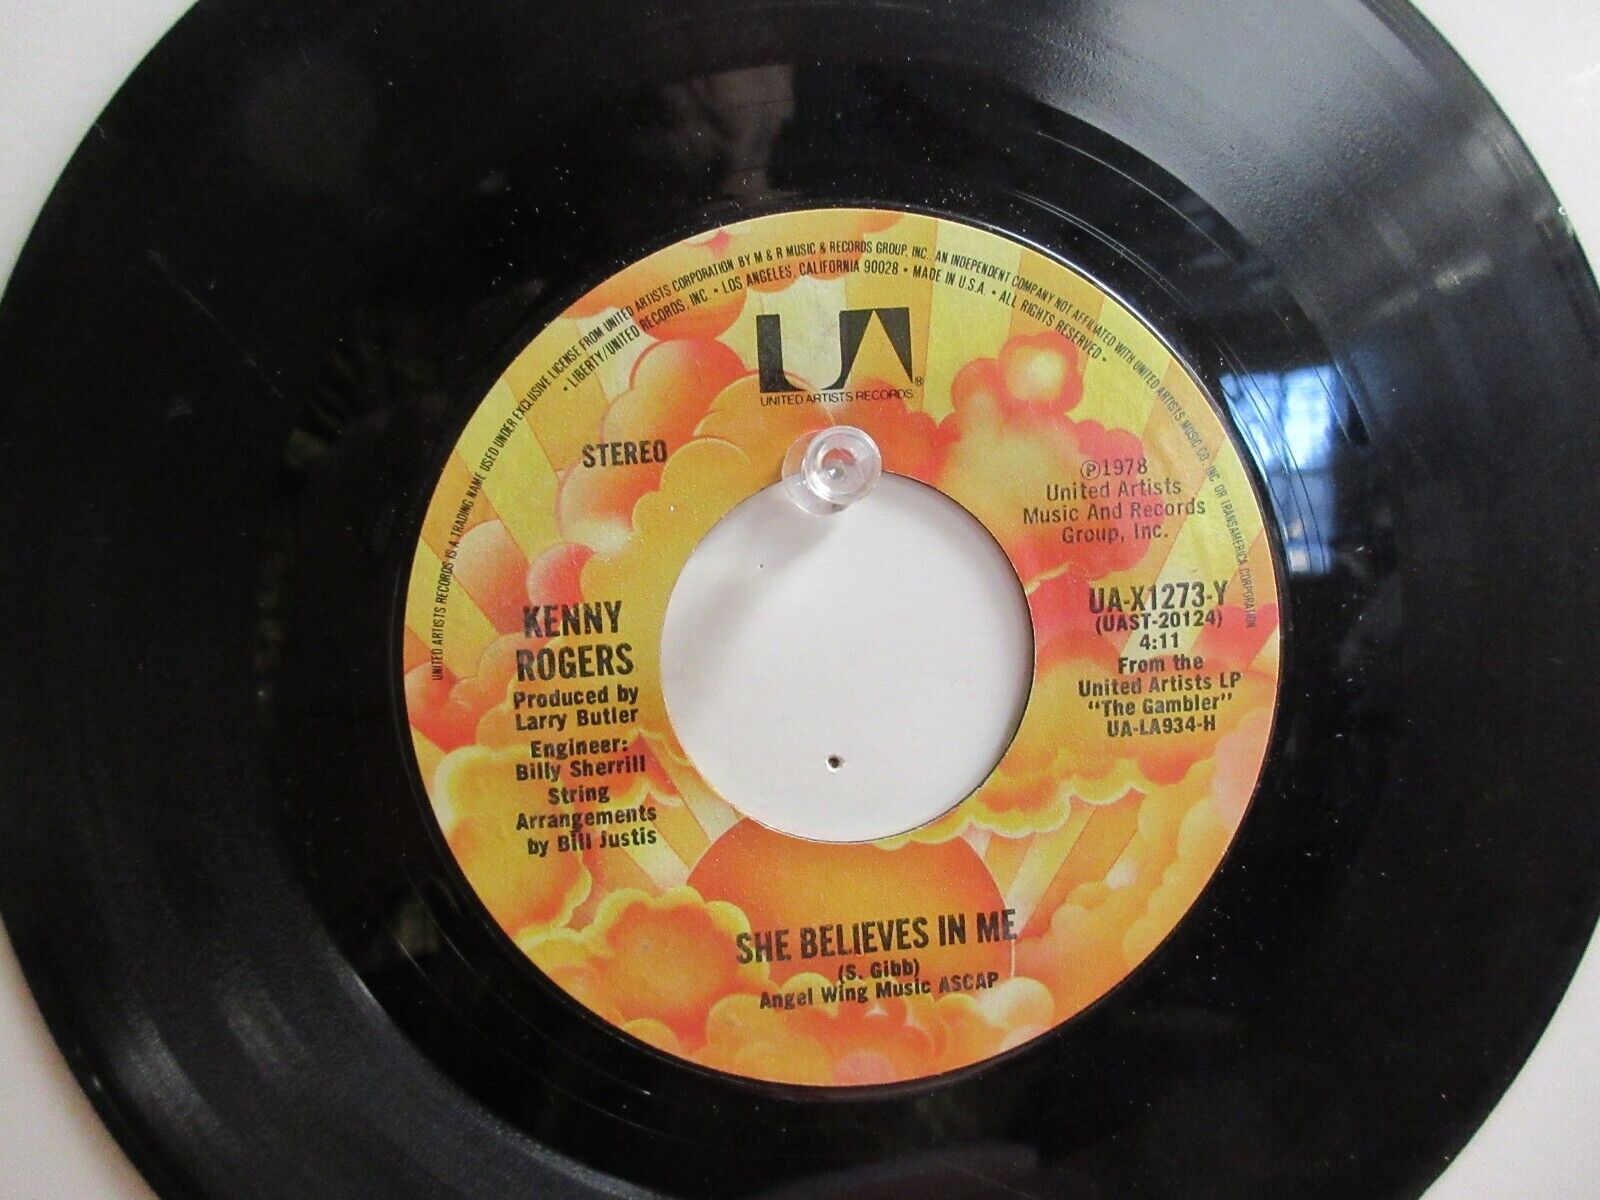 UNITED ARTISTS RECORDS IS A TRADING NAME USED UNDER EXCLUSIVE LICENSE FROM UNITED ARTISTS CORPORATION BY M & R MUSIC & RECORDS GROUP, INC. AN INDEPENDENT COMPANY NOT AFFILIATED WITH UNITED ARTISTS MUSIC CO. INC. OR TRANSAMERICA CORPORATION
• LIBERTY/UNITED RECORDS, INC. • LOS ANGELES, CALIFORNIA 90028 • MADE IN U.S.A. • ALL RIGHTS RESERVED •
UA®
UNITED ARTISTS RECORDS
STEREO
℗1978
United Artists
Music And Records
Group, Inc.
KENNY
ROGERS
Produced by
Larry Butler
Engineer:
Billy Sherrill
String
Arrangements
by Bill Justis
UA-X1273-Y
(UAST-20124)
4:11
From the
United Artists LP
"The Gambler"
UA-LA934-H
SHE BELIEVES IN ME
(S. Gibb)
Angel Wing Music ASCAP